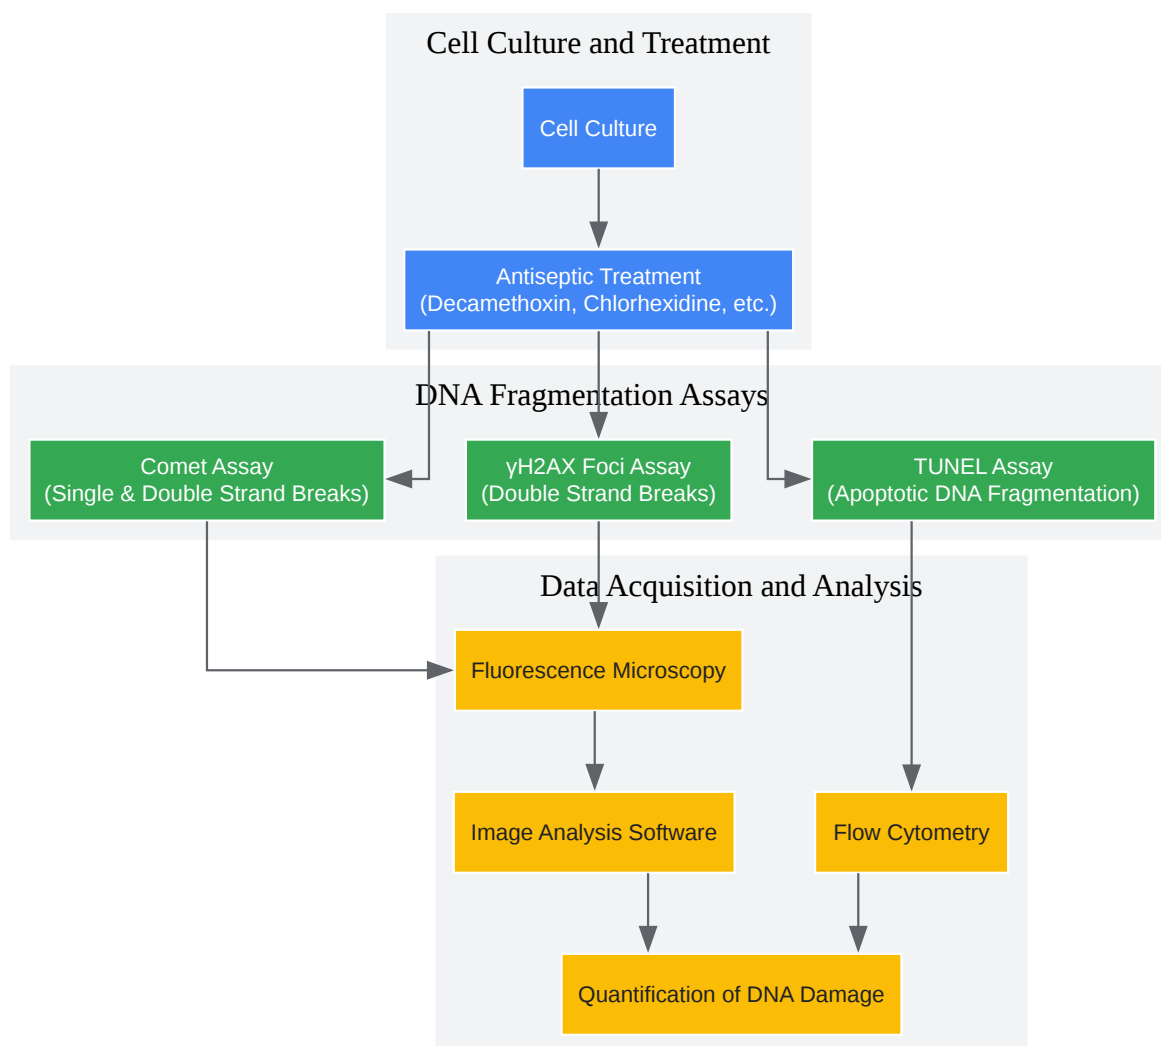 Cell Culture and Treatment
Cell Culture
Antiseptic Treatment
(Decamethoxin, Chlorhexidine, etc.)
DNA Fragmentation Assays
Comet Assay
(Single & Double Strand Breaks)
γH2AX Foci Assay
(Double Strand Breaks)
TUNEL Assay
(Apoptotic DNA Fragmentation)
Data Acquisition and Analysis
Fluorescence Microscopy
Image Analysis Software
Flow Cytometry
Quantification of DNA Damage